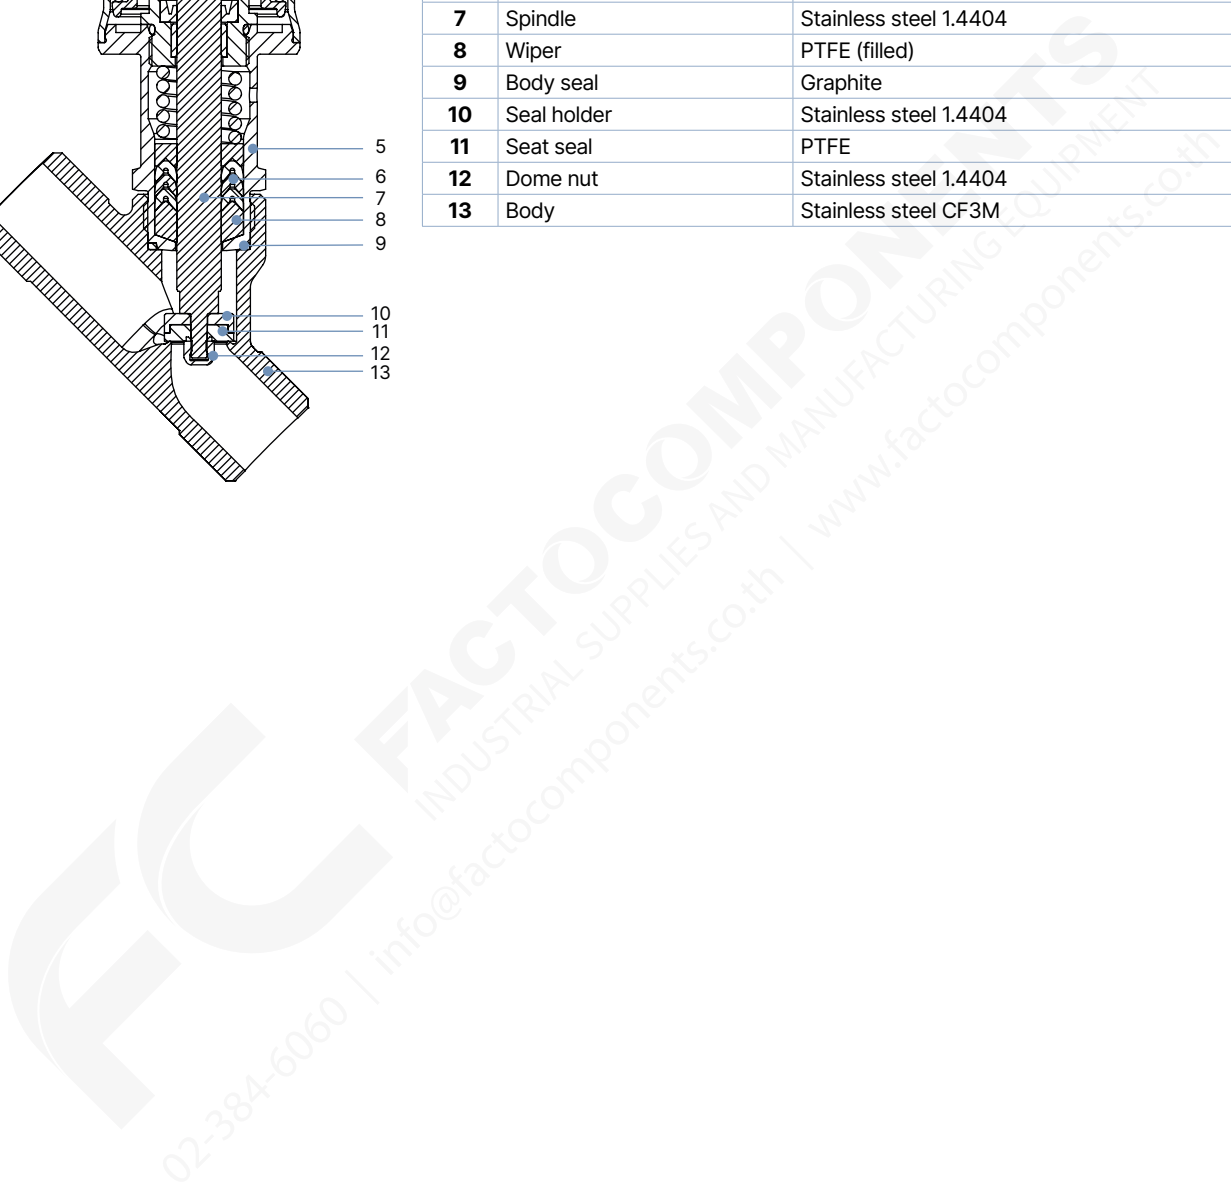 7 Spindle Stainless steel 1.4404
8 Wiper PTFE (filled)
9 Body seal Graphite
10 Seal holder Stainless steel 1.4404
11 Seat seal PTFE
12 Dome nut Stainless steel 1.4404
13 Body Stainless steel CF3M
5
6
7
8
9
10
11
12
13
FC
FACTOCOMPONENTS
INDUSTRIAL SUPPLIES AND MANUFACTURING EQUIPMENT
02-384-6060 | info@factocomponents.co.th | www.factocomponents.co.th